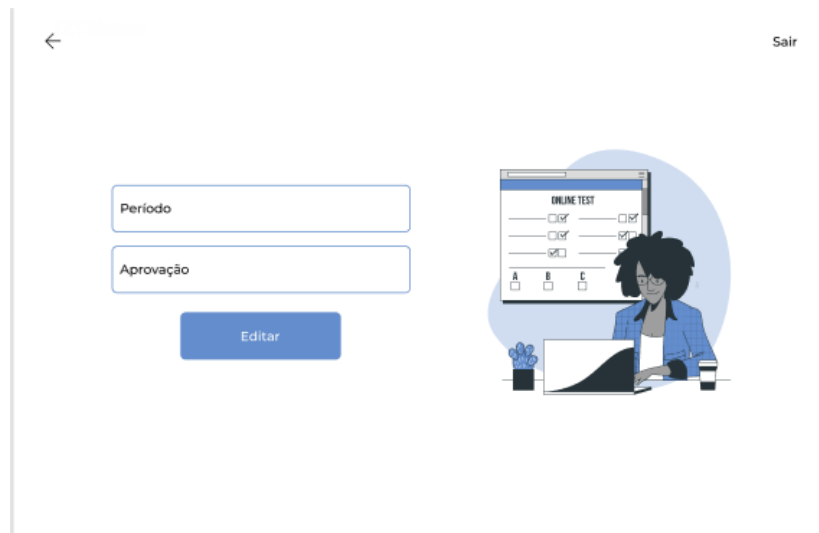 Sair
Período
Aprovação
Editar
ONLINE TEST
A B C